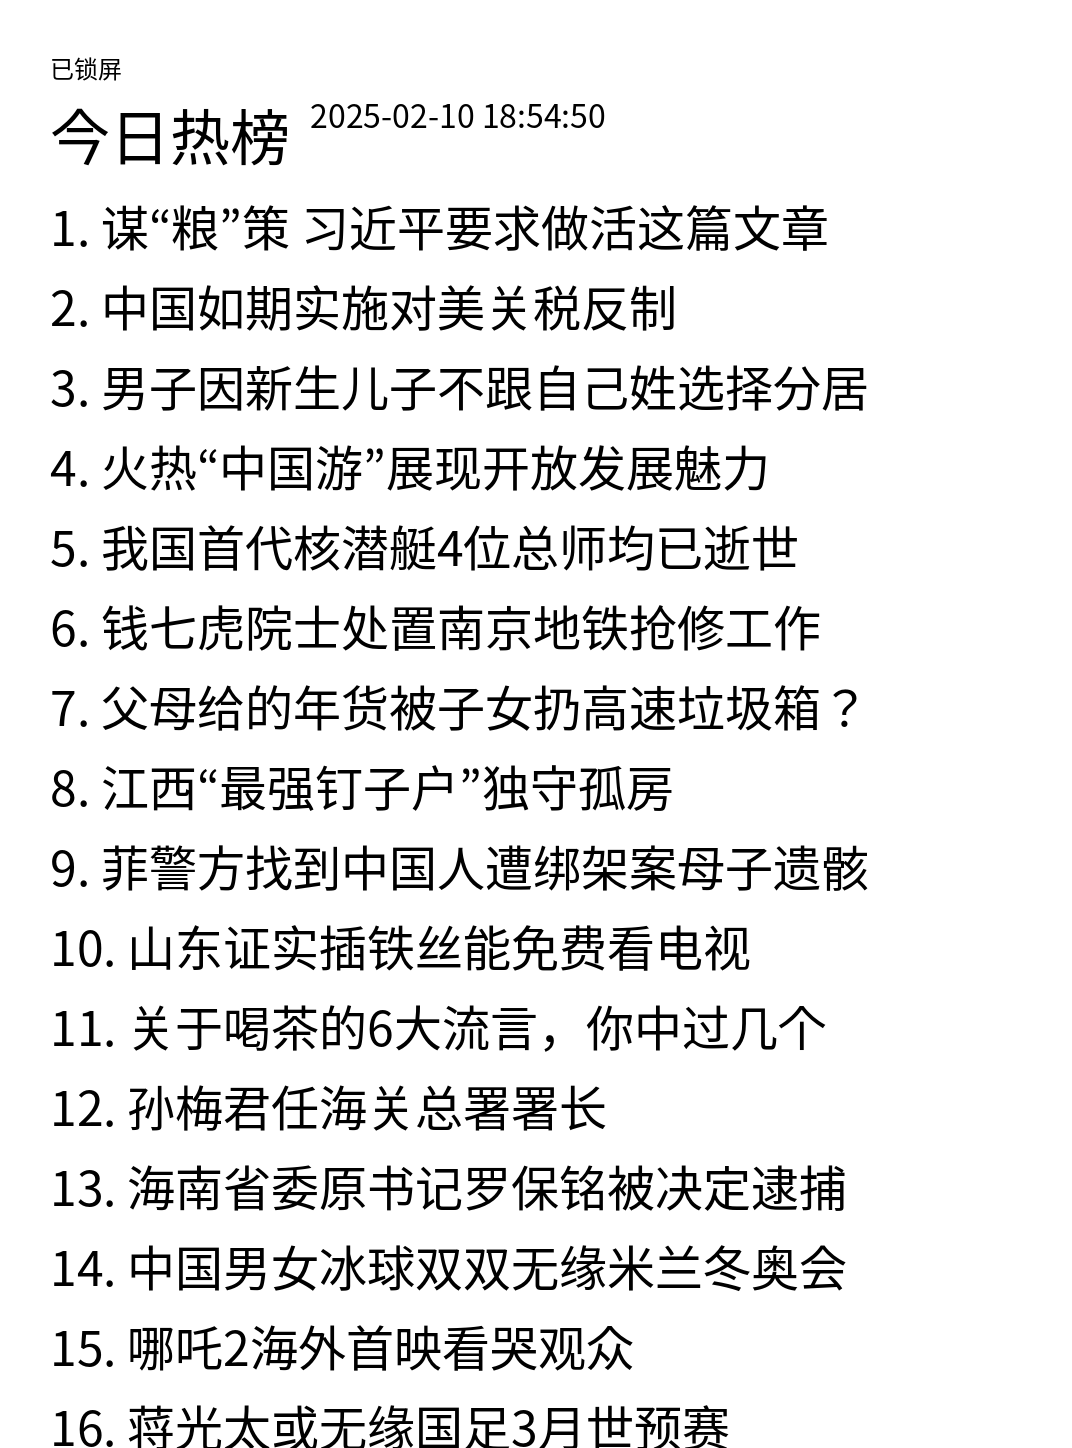 已锁屏
今日热榜 2025-02-10 18:54:50
1. 谋“粮”策 习近平要求做活这篇文章
2. 中国如期实施对美关税反制
3. 男子因新生儿子不跟自己姓选择分居
4. 火热“中国游”展现开放发展魅力
5. 我国首代核潜艇4位总师均已逝世
6. 钱七虎院士处置南京地铁抢修工作
7. 父母给的年货被子女扔高速垃圾箱？
8. 江西“最强钉子户”独守孤房
9. 菲警方找到中国人遭绑架案母子遗骸
10. 山东证实插铁丝能免费看电视
11. 关于喝茶的6大流言，你中过几个
12. 孙梅君任海关总署署长
13. 海南省委原书记罗保铭被决定逮捕
14. 中国男女冰球双双无缘米兰冬奥会
15. 哪吒2海外首映看哭观众
16. 蒋光太或无缘国足3月世预赛